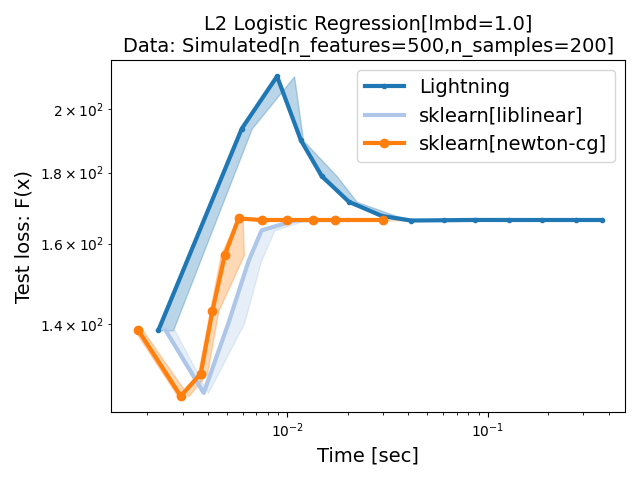 L2 Logistic Regression[lmbd=1.0]
Data: Simulated[n_features=500,n_samples=200]
Lightning
sklearn[liblinear]
sklearn[newton-cg]
Test loss: F(x)
2 × 10²
1.8 × 10²
1.6 × 10²
1.4 × 10²
10⁻²
10⁻¹
Time [sec]